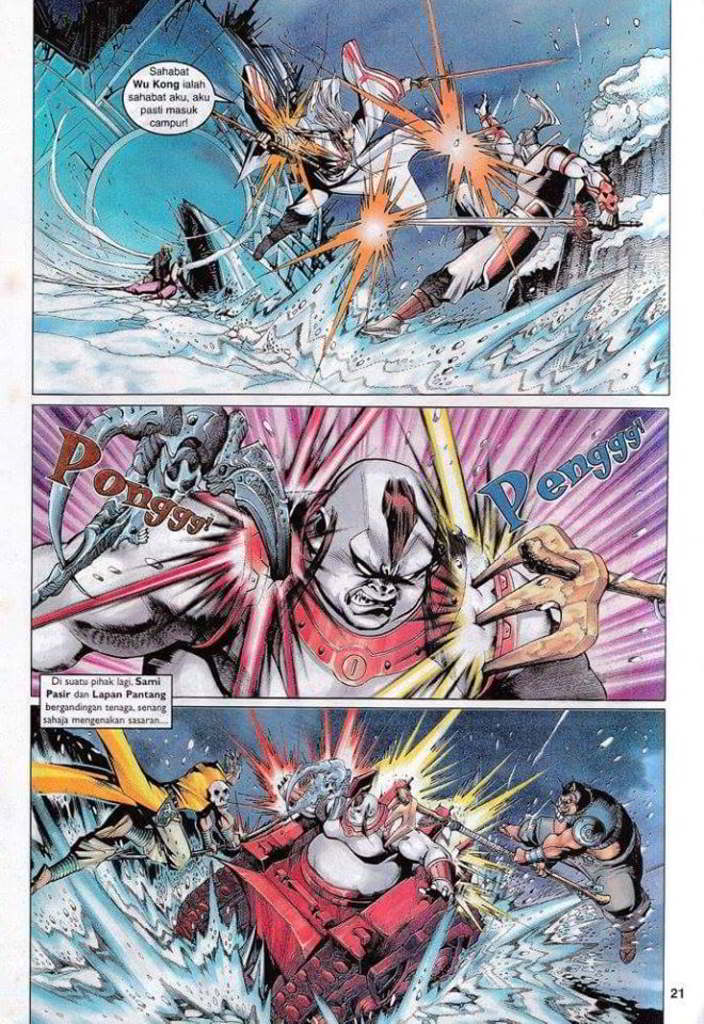 Sahabat
Wu Kong ialah
sahabat aku, aku
pasti masuk
campur!
Ponggg!
Penggg!
Di suatu pihak lagi, Sami
Pasir dan Lapan Pantang
bergandingan tenaga, senang
sahaja mengenakan sasaran...
21